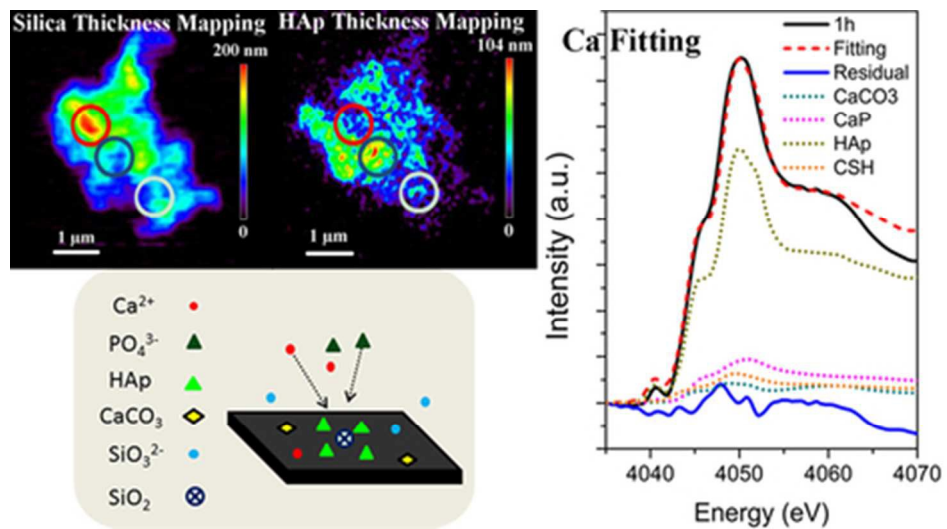 Silica Thickness Mapping
200 nm
0
1 µm
HAp Thickness Mapping
104 nm
0
1 µm
Ca²⁺
PO₄³⁻
HAp
CaCO₃
SiO₃²⁻
SiO₂
Ca Fitting
1h
Fitting
Residual
CaCO3
CaP
HAp
CSH
Intensity (a.u.)
4040 4050 4060 4070
Energy (eV)